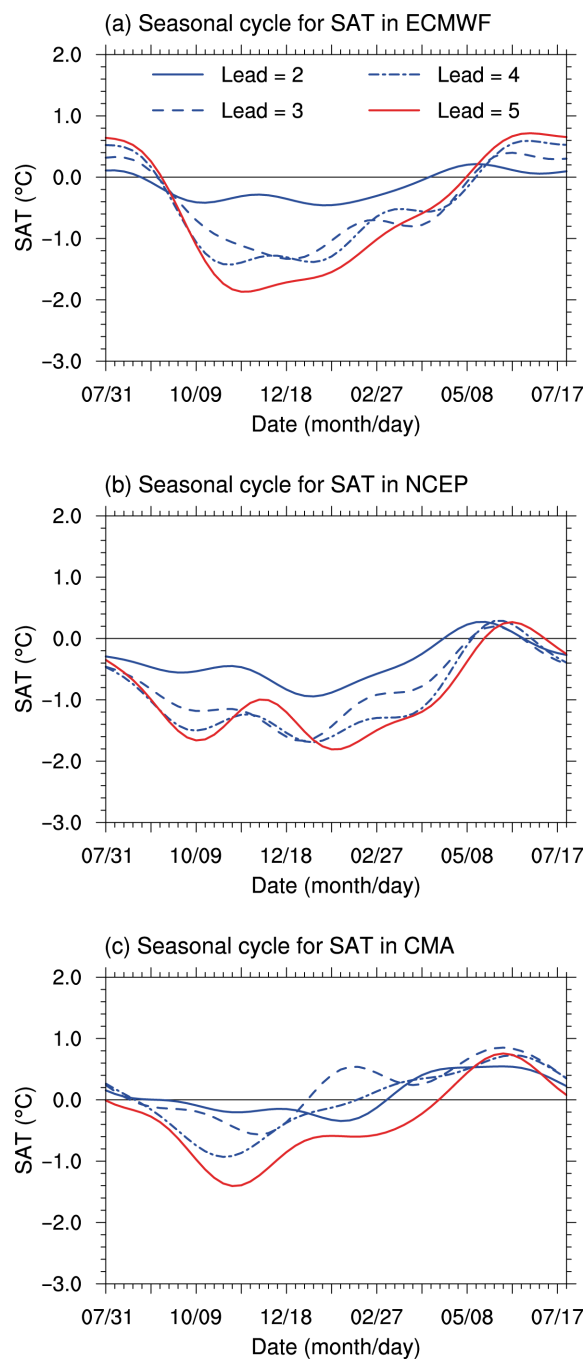 (a) Seasonal cycle for SAT in ECMWF
2.0
Lead = 2
Lead = 4
Lead = 3
Lead = 5
1.0
0.0
−1.0
−2.0
−3.0
SAT (°C)
07/31 10/09 12/18 02/27 05/08 07/17
Date (month/day)
(b) Seasonal cycle for SAT in NCEP
2.0
1.0
0.0
−1.0
−2.0
−3.0
SAT (°C)
07/31 10/09 12/18 02/27 05/08 07/17
Date (month/day)
(c) Seasonal cycle for SAT in CMA
2.0
1.0
0.0
−1.0
−2.0
−3.0
SAT (°C)
07/31 10/09 12/18 02/27 05/08 07/17
Date (month/day)